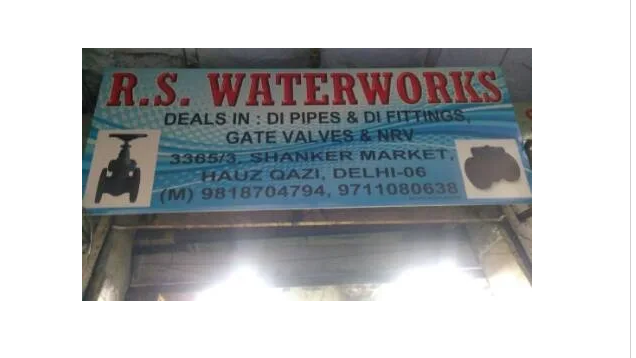 R.S. WATERWORKS
DEALS IN : DI PIPES & DI FITTINGS,
GATE VALVES & NRV
3385/3, SHANKER MARKET,
HAUZ QAZI, DELHI-06
(M) 9818704794, 9711080638